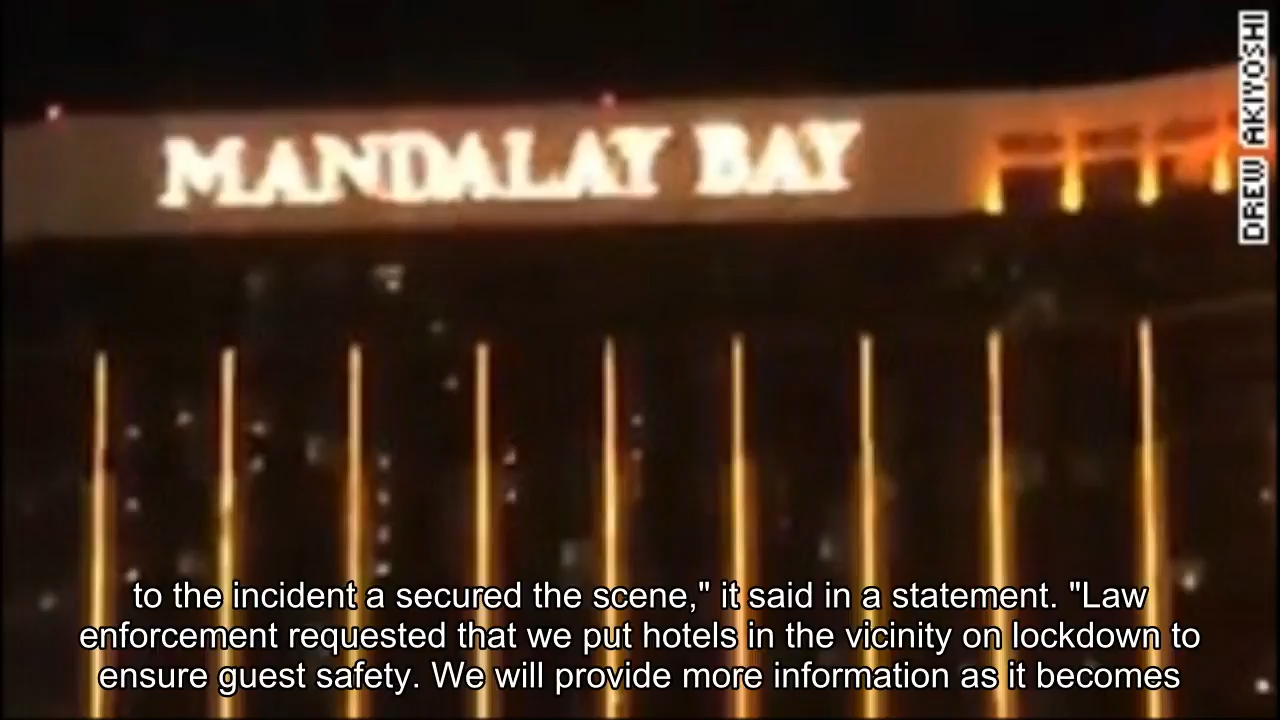 MANDALAY BAY
DREW AKIYOSHI
to the incident a secured the scene," it said in a statement. "Law
enforcement requested that we put hotels in the vicinity on lockdown to
ensure guest safety. We will provide more information as it becomes